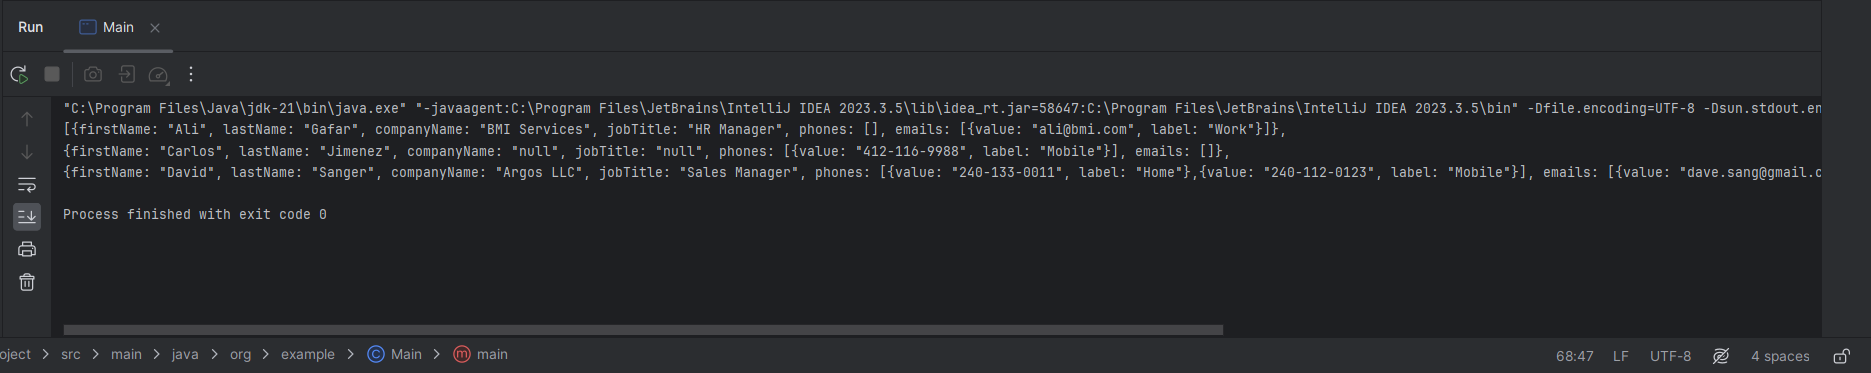 Run Main
"C:\Program Files\Java\jdk-21\bin\java.exe" "-javaagent:C:\Program Files\JetBrains\IntelliJ IDEA 2023.3.5\lib\idea_rt.jar=58647:C:\Program Files\JetBrains\IntelliJ IDEA 2023.3.5\bin" -Dfile.encoding=UTF-8 -Dsun.stdout.en
[{firstName: "Ali", lastName: "Gafar", companyName: "BMI Services", jobTitle: "HR Manager", phones: [], emails: [{value: "ali@bmi.com", label: "Work"}]},
{firstName: "Carlos", lastName: "Jimenez", companyName: "null", jobTitle: "null", phones: [{value: "412-116-9988", label: "Mobile"}], emails: []},
{firstName: "David", lastName: "Sanger", companyName: "Argos LLC", jobTitle: "Sales Manager", phones: [{value: "240-133-0011", label: "Home"},{value: "240-112-0123", label: "Mobile"}], emails: [{value: "dave.sang@gmail.c
Process finished with exit code 0
oject > src > main > java > org > example > C Main > m main 68:47 LF UTF-8 4 spaces